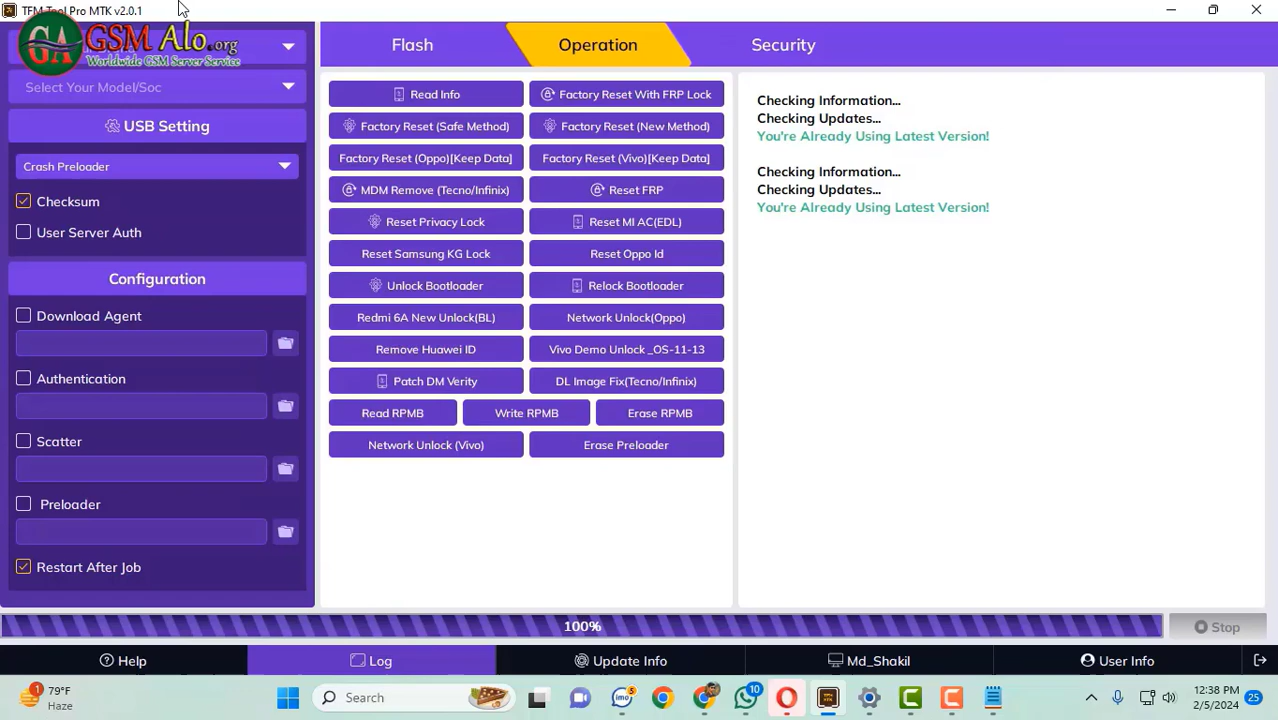 TFM Tool Pro MTK v2.0.1
GA
GSM Alo.org
Worldwide GSM Server Service
Select Your Model/Soc
USB Setting
Crash Preloader
Checksum
User Server Auth
Configuration
Download Agent
Authentication
Scatter
Preloader
Restart After Job
Flash
Operation
Security
Read Info
Factory Reset With FRP Lock
Factory Reset (Safe Method)
Factory Reset (New Method)
Factory Reset (Oppo)[Keep Data]
Factory Reset (Vivo)[Keep Data]
MDM Remove (Tecno/Infinix)
Reset FRP
Reset Privacy Lock
Reset MI AC(EDL)
Reset Samsung KG Lock
Reset Oppo Id
Unlock Bootloader
Relock Bootloader
Redmi 6A New Unlock(BL)
Network Unlock(Oppo)
Remove Huawei ID
Vivo Demo Unlock _OS-11-13
Patch DM Verity
DL Image Fix(Tecno/Infinix)
Read RPMB
Write RPMB
Erase RPMB
Network Unlock (Vivo)
Erase Preloader
Checking Information...
Checking Updates...
You're Already Using Latest Version!
Checking Information...
Checking Updates...
You're Already Using Latest Version!
100%
Stop
Help
Log
Update Info
Md_Shakil
User Info
1
79°F
Haze
Search
imo
5
10
12:38 PM
2/5/2024
25